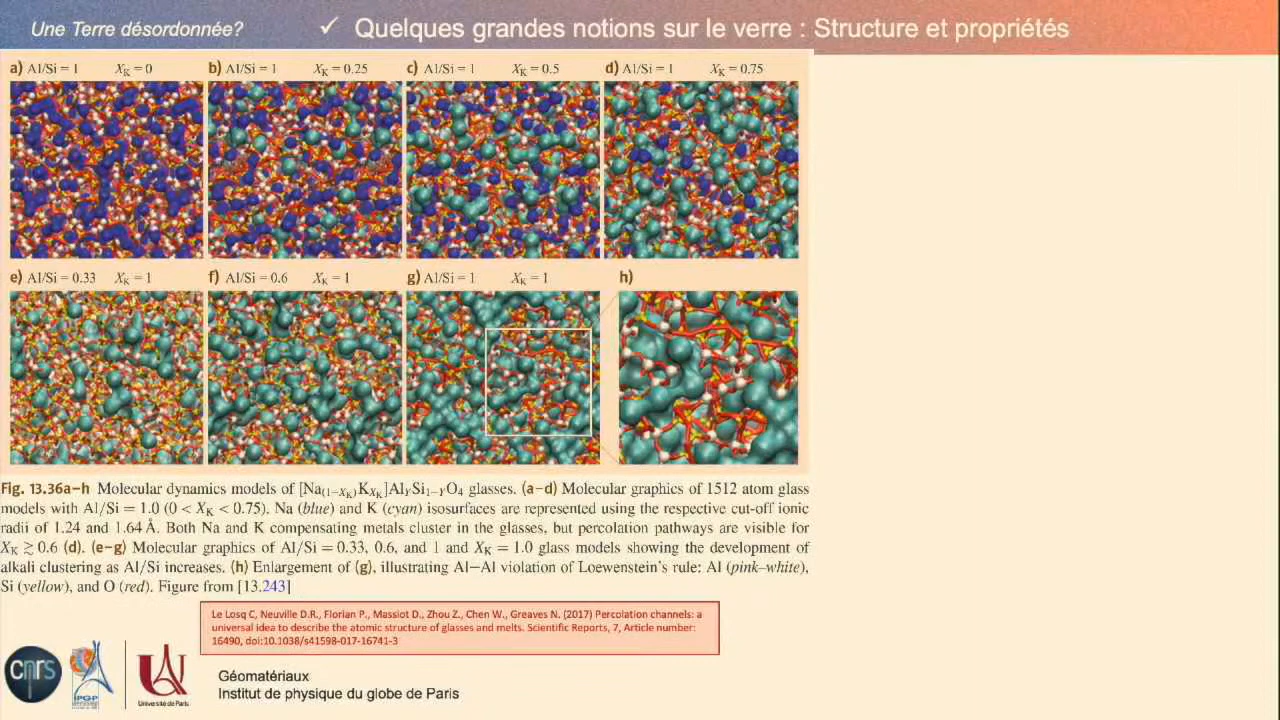 Une Terre désordonnée?
✓ Quelques grandes notions sur le verre : Structure et propriétés
a) Al/Si = 1 X_K = 0
b) Al/Si = 1 X_K = 0.25
c) Al/Si = 1 X_K = 0.5
d) Al/Si = 1 X_K = 0.75
e) Al/Si = 0.33 X_K = 1
f) Al/Si = 0.6 X_K = 1
g) Al/Si = 1 X_K = 1
h)
Fig. 13.36a–h Molecular dynamics models of [Na(1−X_K)K_X_K]Al_YSi_1−YO_4 glasses. (a–d) Molecular graphics of 1512 atom glass
models with Al/Si = 1.0 (0 < X_K < 0.75). Na (blue) and K (cyan) isosurfaces are represented using the respective cut-off ionic
radii of 1.24 and 1.64 Å. Both Na and K compensating metals cluster in the glasses, but percolation pathways are visible for
X_K ≳ 0.6 (d). (e–g) Molecular graphics of Al/Si = 0.33, 0.6, and 1 and X_K = 1.0 glass models showing the development of
alkali clustering as Al/Si increases. (h) Enlargement of (g), illustrating Al–Al violation of Loewenstein's rule: Al (pink–white),
Si (yellow), and O (red). Figure from [13.243]
Le Losq C, Neuville D.R., Florian P., Massiot D., Zhou Z., Chen W., Greaves N. (2017) Percolation channels: a
universal idea to describe the atomic structure of glasses and melts. Scientific Reports, 7, Article number:
16490, doi:10.1038/s41598-017-16741-3
cnrs
IPGP
Université de Paris
Géomatériaux
Institut de physique du globe de Paris